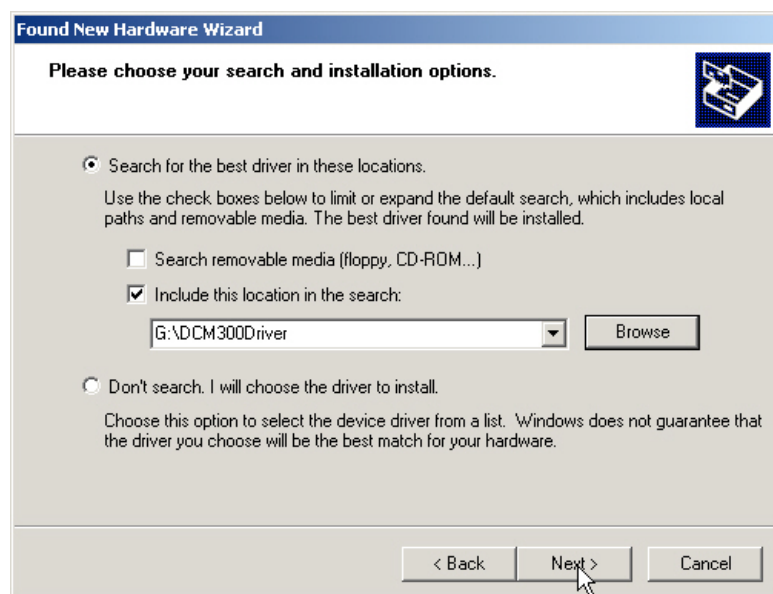 Found New Hardware Wizard
Please choose your search and installation options.
Search for the best driver in these locations.
Use the check boxes below to limit or expand the default search, which includes local
paths and removable media. The best driver found will be installed.
Search removable media (floppy, CD-ROM...)
Include this location in the search:
G:\DCM300Driver
Browse
Don't search. I will choose the driver to install.
Choose this option to select the device driver from a list. Windows does not guarantee that
the driver you choose will be the best match for your hardware.
< Back Next > Cancel